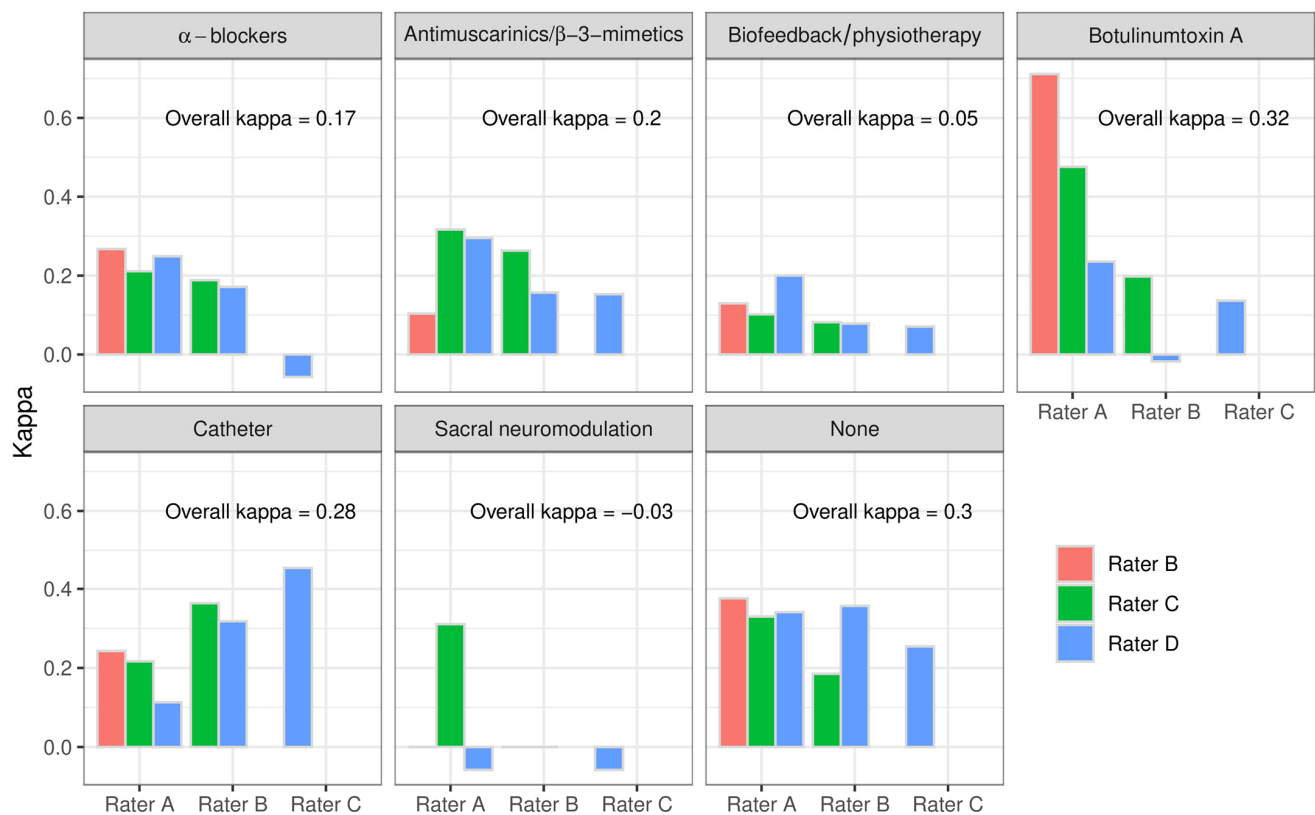 α – blockers
Antimuscarinics/β–3–mimetics
Biofeedback/physiotherapy
Botulinumtoxin A
Overall kappa = 0.17
Overall kappa = 0.2
Overall kappa = 0.05
Overall kappa = 0.32
0.6
0.4
0.2
0.0
Rater A
Rater B
Rater C
Kappa
Catheter
Sacral neuromodulation
None
Overall kappa = 0.28
Overall kappa = −0.03
Overall kappa = 0.3
0.6
0.4
0.2
0.0
Rater A
Rater B
Rater C
Rater A
Rater B
Rater C
Rater A
Rater B
Rater C
Rater B
Rater C
Rater D